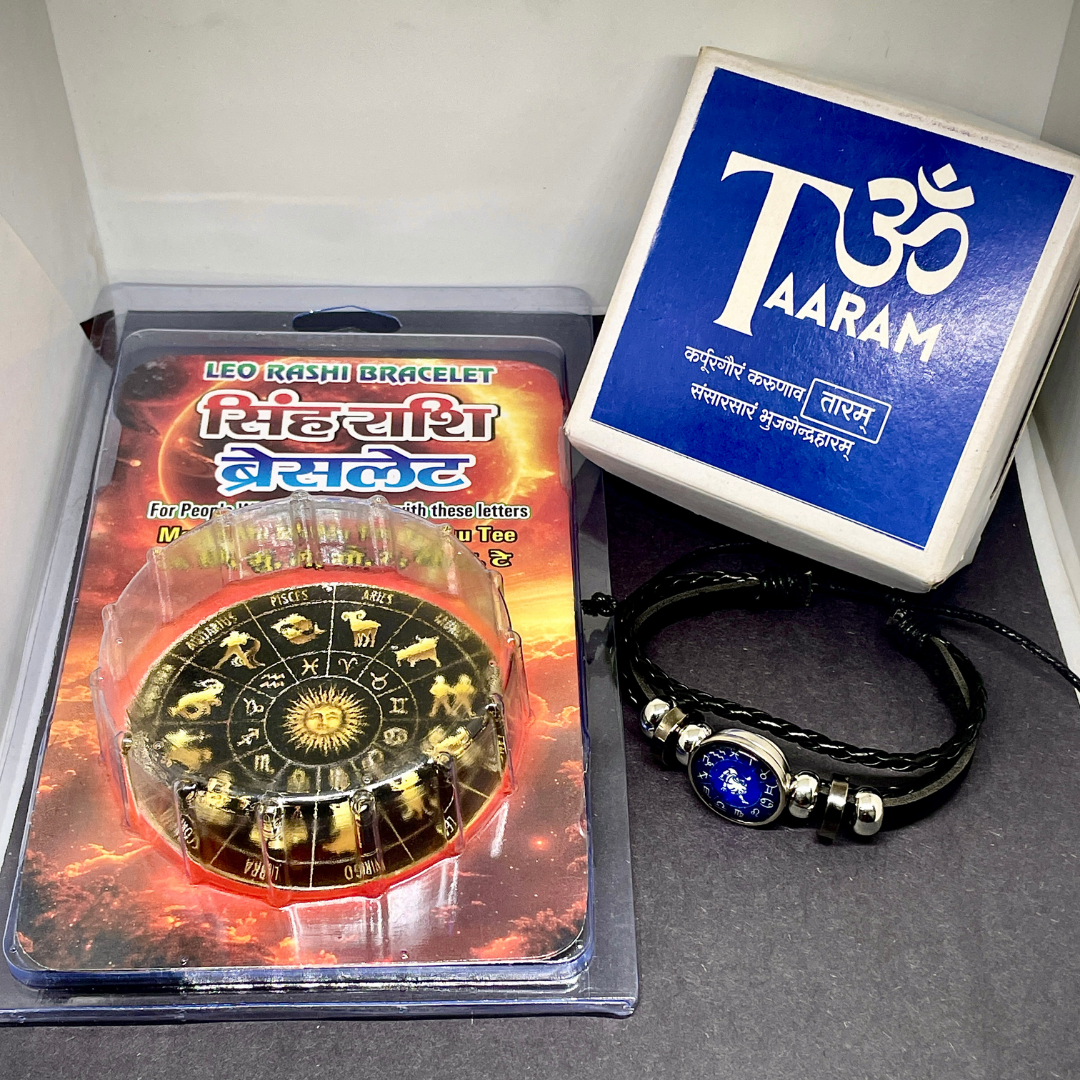 LEO RASHI BRACELET
सिंह राशि
ब्रेसलेट
For People with these letters
u Tee
टे
PISCES
ARIES
AQUARIUS
LIBRA
VIRGO
TॐAARAM
कर्पूरगौरं करुणाव तारम्
संसारसारं भुजगेन्द्रहारम्